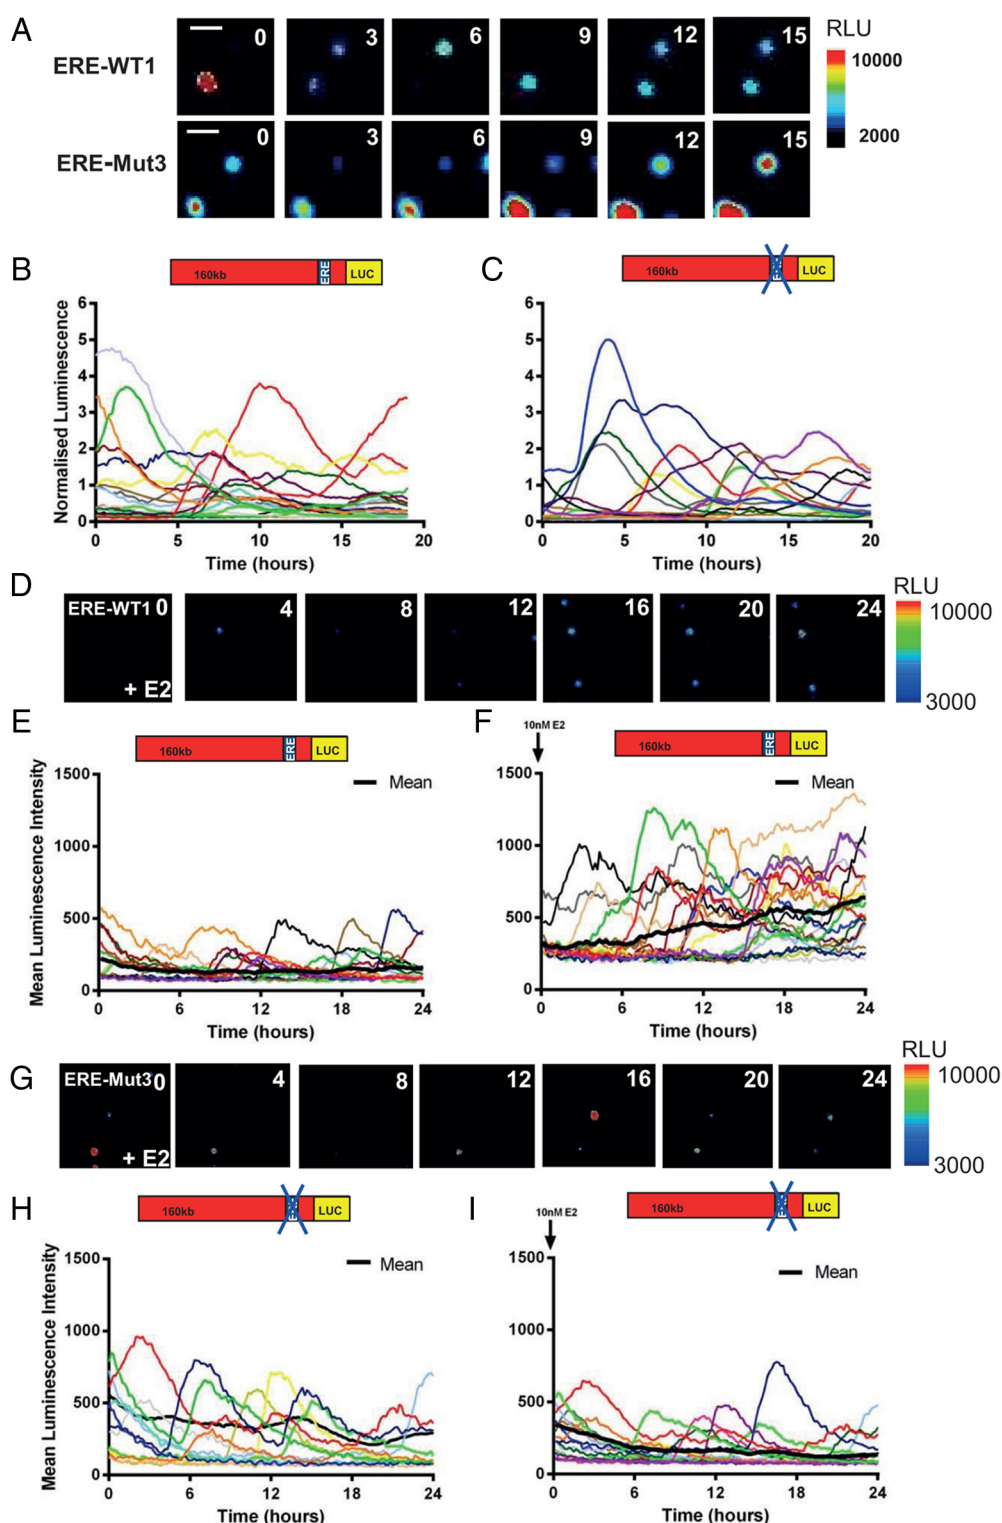 A
ERE-WT1
0
3
6
9
12
15
RLU
10000
2000
ERE-Mut3
0
3
6
9
12
15
B
160kb
ERE
LUC
Normalised Luminescence
6
5
4
3
2
1
0
0
5
10
15
20
Time (hours)
C
160kb
LUC
6
5
4
3
2
1
0
0
5
10
15
20
Time (hours)
D
ERE-WT1 0
+ E2
4
8
12
16
20
24
RLU
10000
3000
E
160kb
ERE
LUC
Mean Luminescence Intensity
1500
1000
500
0
Mean
0
6
12
18
24
Time (hours)
F
10nM E2
160kb
ERE
LUC
1500
1000
500
0
Mean
0
6
12
18
24
Time (hours)
G
ERE-Mut3 0
+ E2
4
8
12
16
20
24
RLU
10000
3000
H
160kb
LUC
Mean Luminescence Intensity
1500
1000
500
0
Mean
0
6
12
18
24
Time (hours)
I
10nM E2
160kb
LUC
1500
1000
500
0
Mean
0
6
12
18
24
Time (hours)